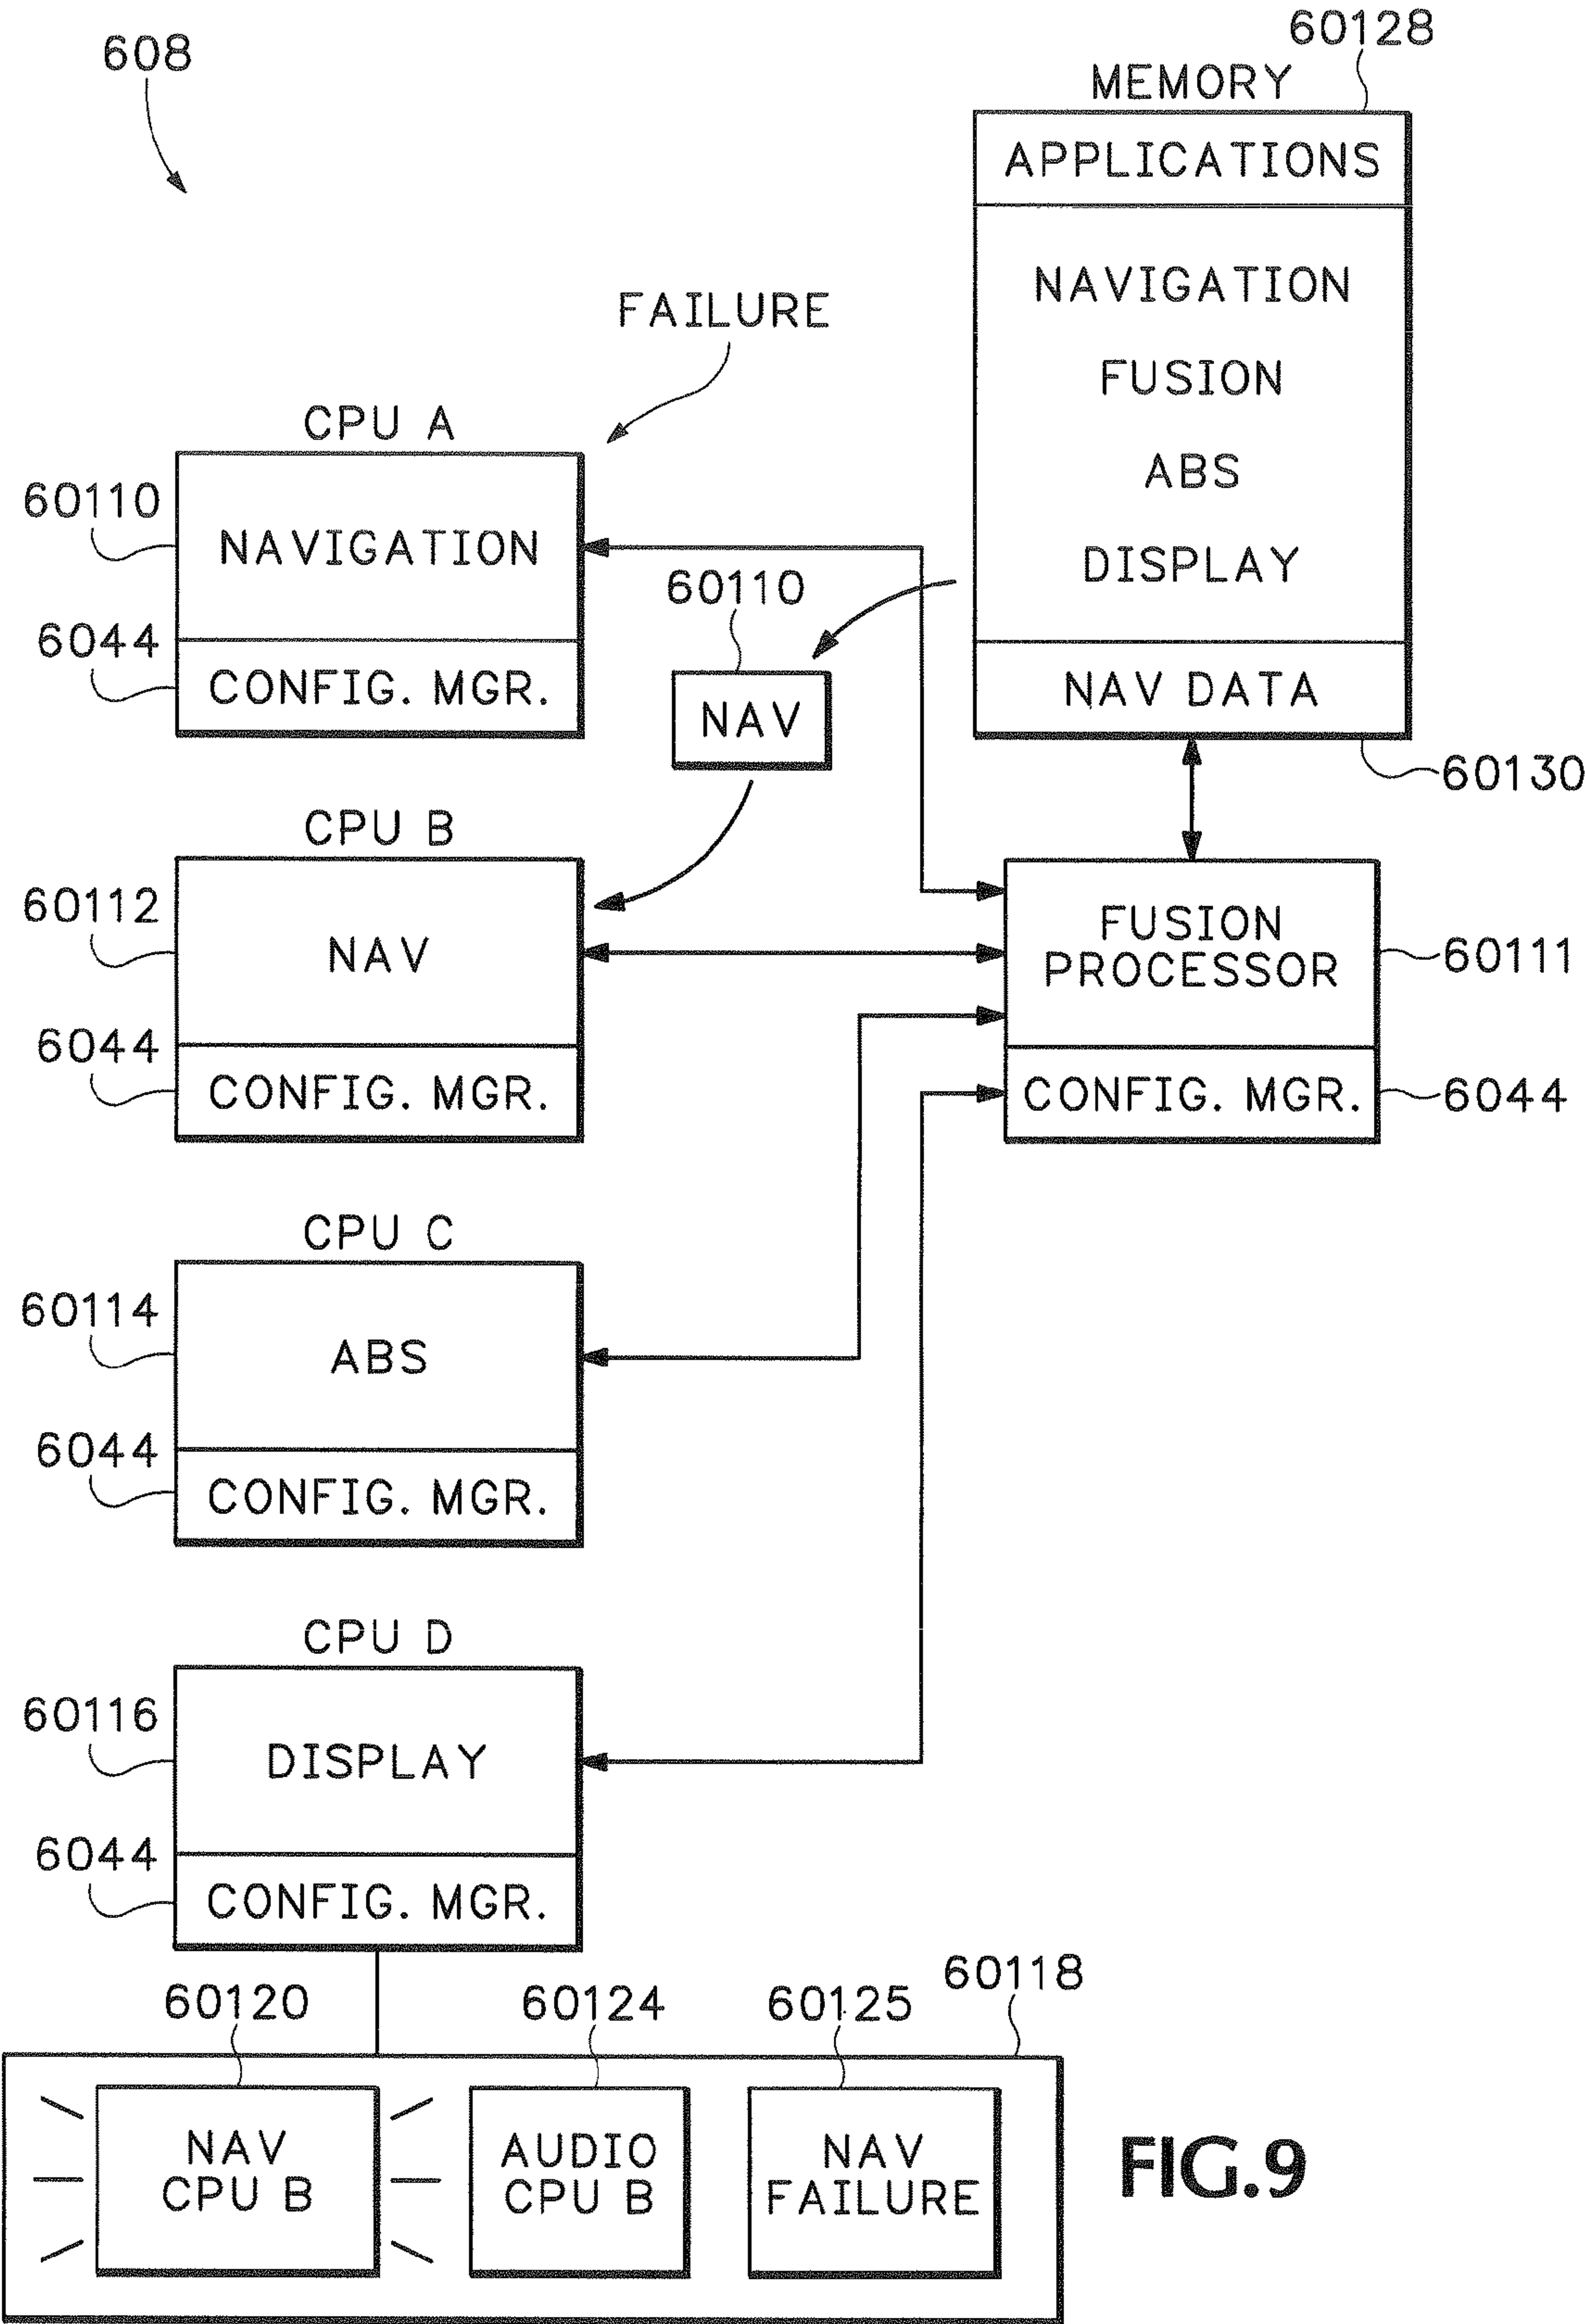 608
60128
MEMORY
APPLICATIONS
NAVIGATION
FUSION
ABS
DISPLAY
NAV DATA
60130
FAILURE
CPU A
60110
NAVIGATION
6044
CONFIG. MGR.
60110
NAV
CPU B
60112
NAV
6044
CONFIG. MGR.
FUSION
PROCESSOR
60111
CONFIG. MGR.
6044
CPU C
60114
ABS
6044
CONFIG. MGR.
CPU D
60116
DISPLAY
6044
CONFIG. MGR.
60118
60120
60124
60125
NAV
CPU B
AUDIO
CPU B
NAV
FAILURE
FIG.9